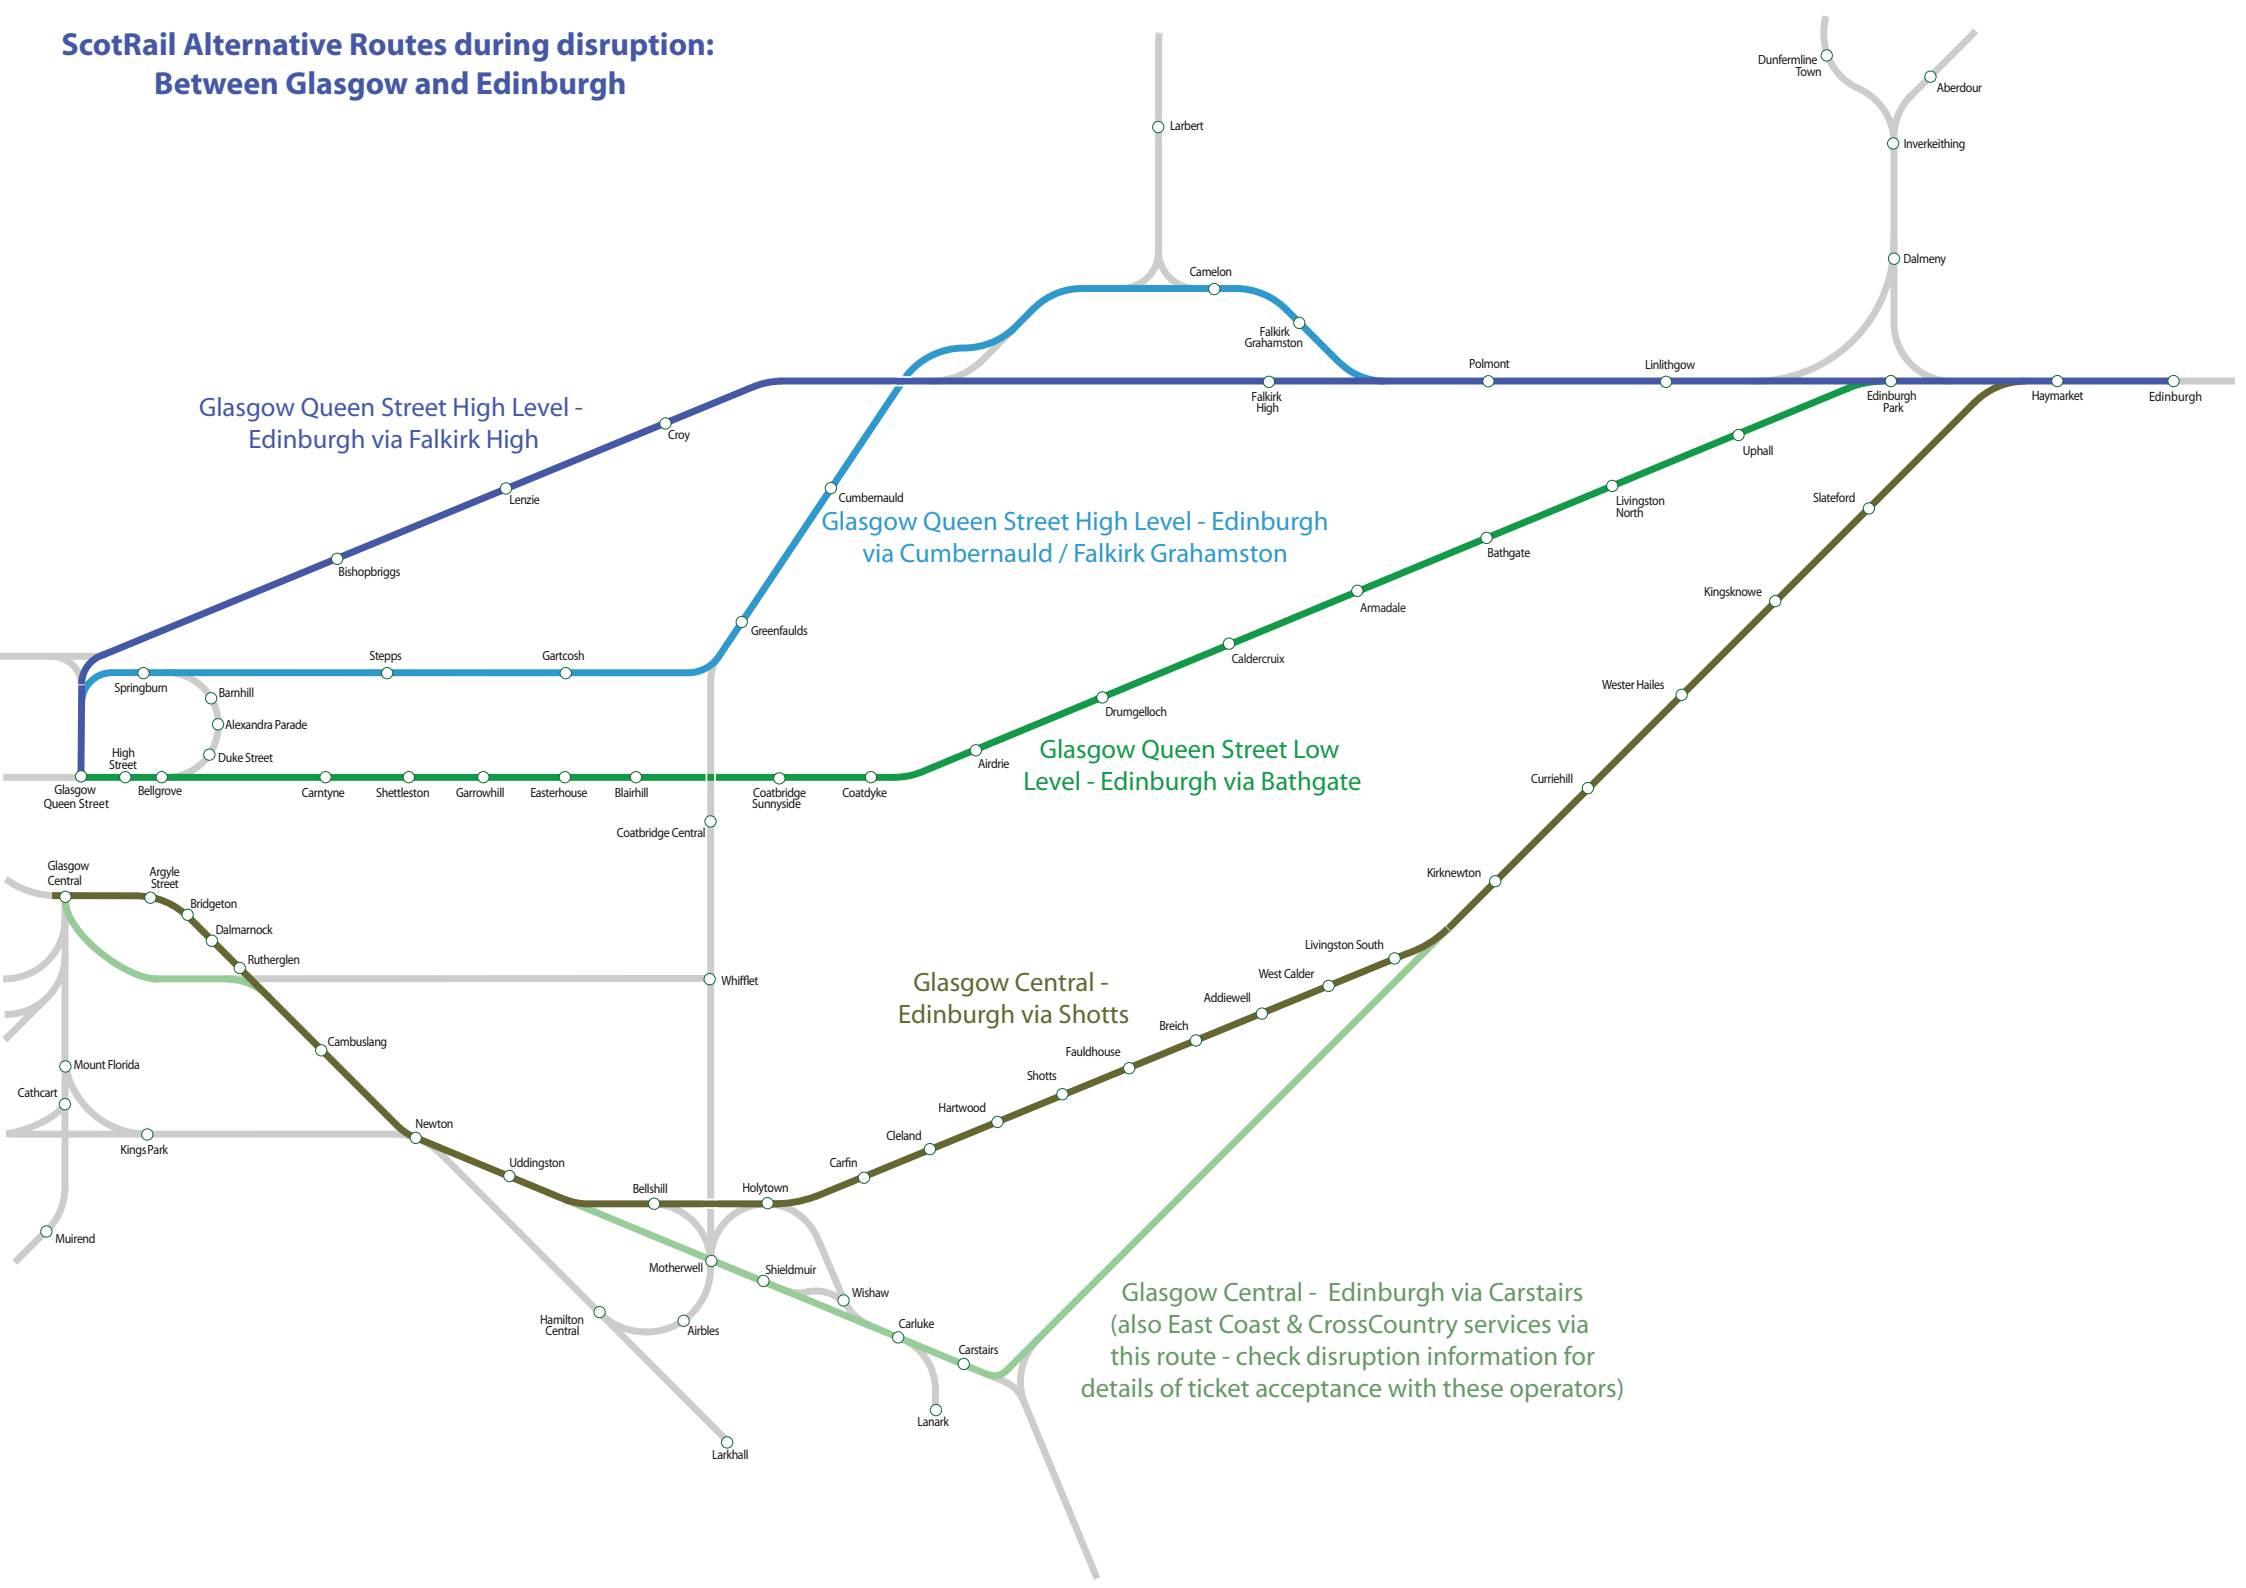 ScotRail Alternative Routes during disruption:
Between Glasgow and Edinburgh
Dunfermline
Town
Aberdour
Larbert
Inverkeithing
Dalmeny
Camelon
Falkirk
Grahamston
Polmont
Linlithgow
Falkirk
High
Edinburgh
Park
Haymarket
Edinburgh
Glasgow Queen Street High Level -
Edinburgh via Falkirk High
Croy
Lenzie
Bishopbriggs
Uphall
Livingston
North
Slateford
Cumbernauld
Glasgow Queen Street High Level - Edinburgh
via Cumbernauld / Falkirk Grahamston
Bathgate
Armadale
Kingsknowe
Greenfaulds
Caldercruix
Stepps
Gartcosh
Springburn
Barnhill
Alexandra Parade
Duke Street
Wester Hailes
Drumgelloch
Glasgow Queen Street Low
Level - Edinburgh via Bathgate
Airdrie
High
Street
Glasgow
Queen Street
Bellgrove
Carntyne
Shettleston
Garrowhill
Easterhouse
Blairhill
Coatbridge
Sunnyside
Coatdyke
Curriehill
Coatbridge Central
Glasgow
Central
Argyle
Street
Bridgeton
Dalmarnock
Rutherglen
Kirknewton
Livingston South
West Calder
Addiewell
Breich
Fauldhouse
Shotts
Hartwood
Cleland
Carfin
Whifflet
Glasgow Central -
Edinburgh via Shotts
Cambuslang
Mount Florida
Cathcart
Kings Park
Newton
Uddingston
Bellshill
Holytown
Muirend
Motherwell
Shieldmuir
Wishaw
Hamilton
Central
Airbles
Carluke
Carstairs
Lanark
Larkhall
Glasgow Central - Edinburgh via Carstairs
(also East Coast & CrossCountry services via
this route - check disruption information for
details of ticket acceptance with these operators)